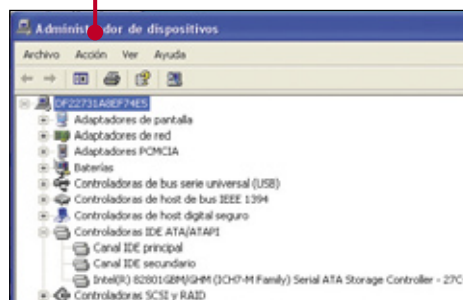 Administrador de dispositivos
Archivo Acción Ver Ayuda
DF22731A8EF74E5
Adaptadores de pantalla
Adaptadores de red
Adaptadores PCMCIA
Baterías
Controladoras de bus serie universal (USB)
Controladoras de host de bus IEEE 1394
Controladoras de host digital seguro
Controladoras IDE ATA/ATAPI
Canal IDE principal
Canal IDE secundario
Intel(R) 82801GBM/GHM (ICH7-M Family) Serial ATA Storage Controller - 27C
Controladoras SCSI y RAID